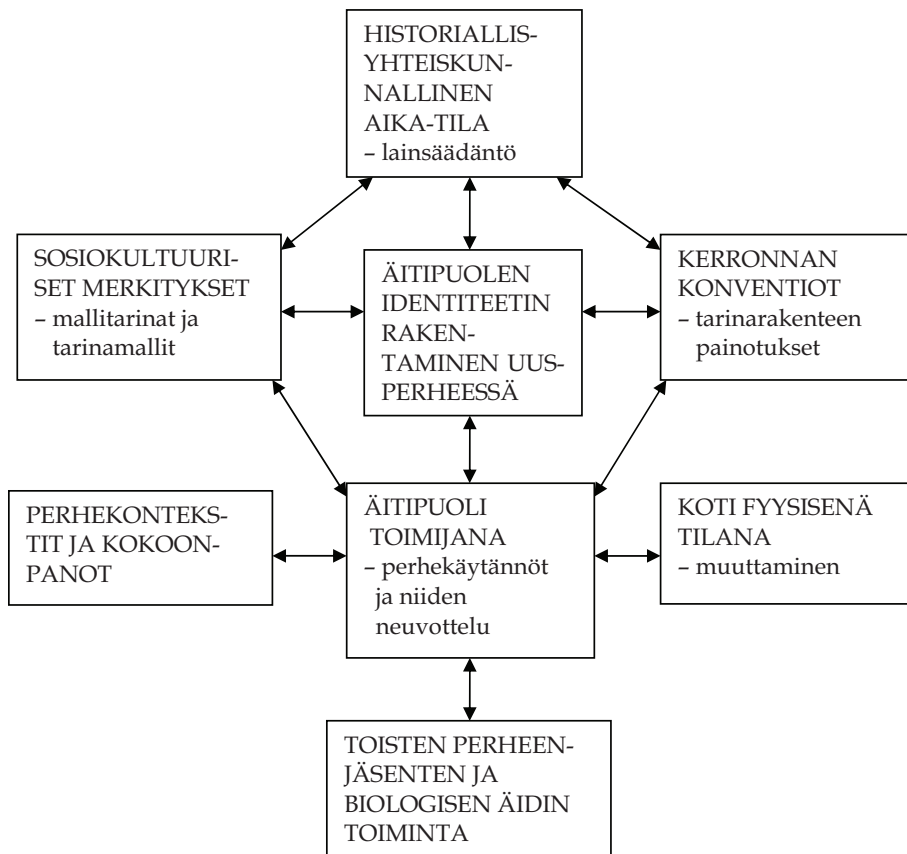 HISTORIALLIS-
YHTEISKUN-
NALLINEN
AIKA-TILA
– lainsäädäntö
SOSIOKULTUURI-
SET MERKITYKSET
– mallitarinat ja
tarinamallit
ÄITIPUOLEN
IDENTITEETIN
RAKEN-
TAMINEN UUS-
PERHEESSÄ
KERRONNAN
KONVENTIOT
– tarinarakenteen
painotukset
PERHEKONTEKS-
TIT JA KOKOON-
PANOT
ÄITIPUOLI
TOIMIJANA
– perhekäytännöt
ja niiden
neuvottelu
KOTI FYYSISENÄ
TILANA
– muuttaminen
TOISTEN PERHEEN-
JÄSENTEN JA
BIOLOGISEN ÄIDIN
TOIMINTA